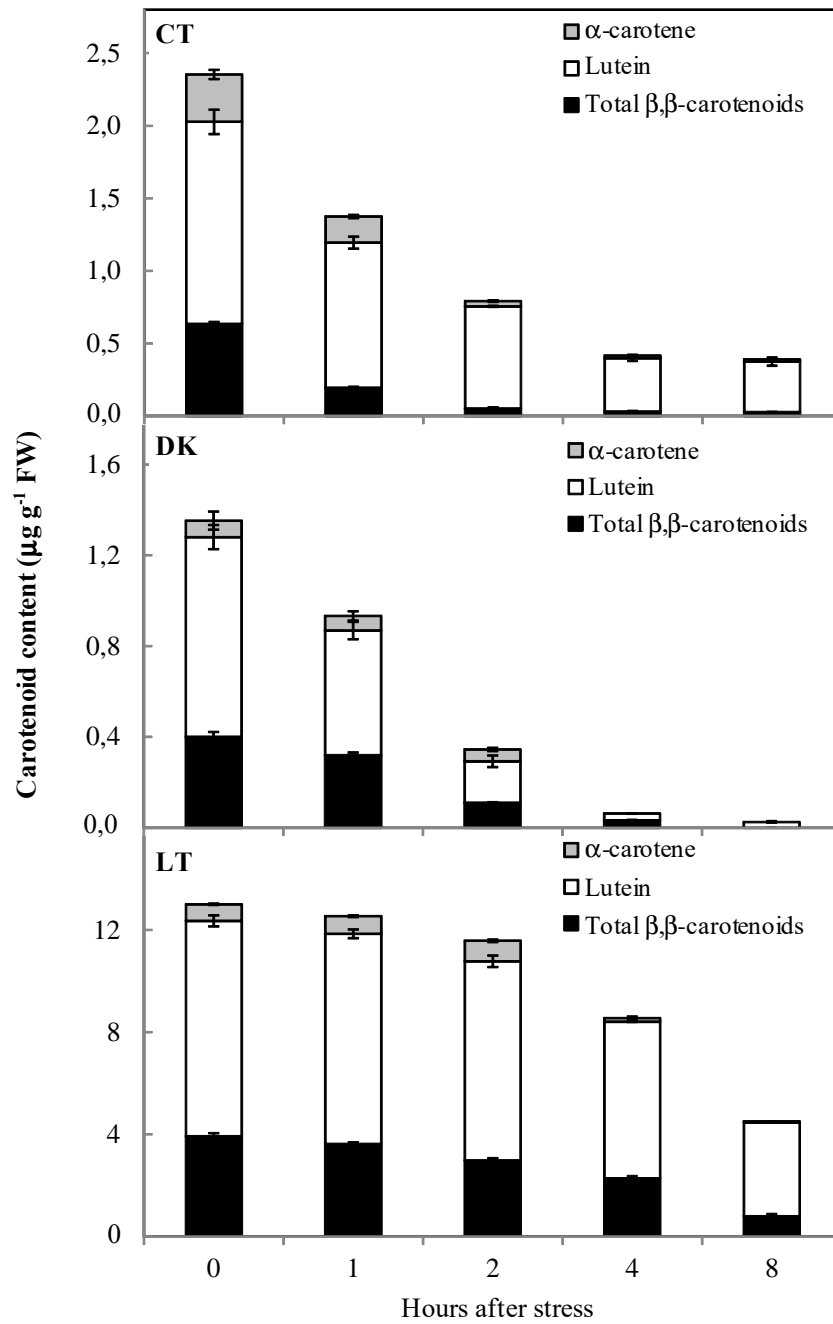 CT
α-carotene
Lutein
Total β,β-carotenoids
2,5
2,0
1,5
1,0
0,5
0,0
DK
α-carotene
Lutein
Total β,β-carotenoids
1,6
1,2
0,8
0,4
0,0
Carotenoid content (µg g-1 FW)
LT
α-carotene
Lutein
Total β,β-carotenoids
12
8
4
0
0 1 2 4 8
Hours after stress